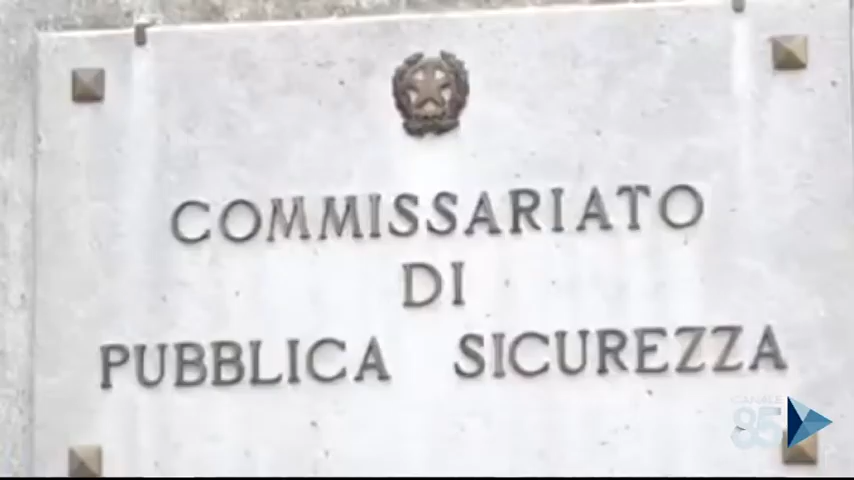 COMMISSARIATO
DI
PUBBLICA SICUREZZA
CANALE
85